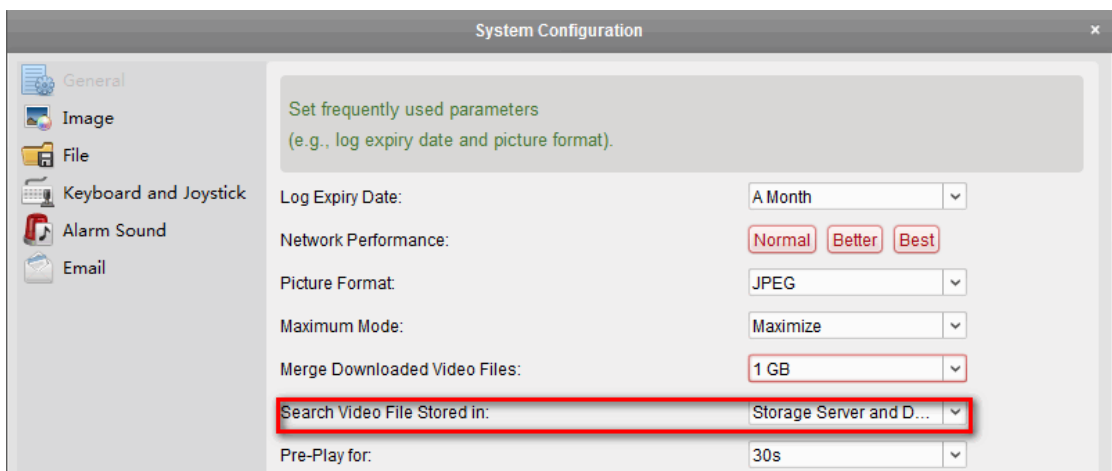 System Configuration
General
Image
File
Keyboard and Joystick
Alarm Sound
Email
Set frequently used parameters
(e.g., log expiry date and picture format).
Log Expiry Date: A Month
Network Performance: Normal Better Best
Picture Format: JPEG
Maximum Mode: Maximize
Merge Downloaded Video Files: 1 GB
Search Video File Stored in: Storage Server and D...
Pre-Play for: 30s